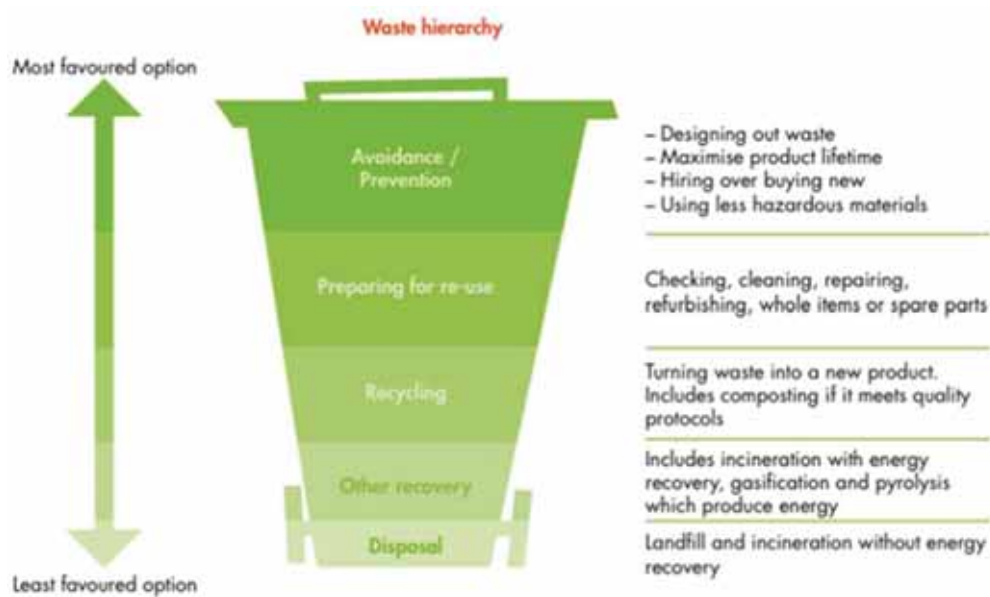 Waste hierarchy
Most favoured option
Avoidance /
Prevention
– Designing out waste
– Maximise product lifetime
– Hiring over buying new
– Using less hazardous materials
Preparing for re-use
Checking, cleaning, repairing,
refurbishing, whole items or spare parts
Recycling
Turning waste into a new product.
Includes composting if it meets quality
protocols
Other recovery
Includes incineration with energy
recovery, gasification and pyrolysis
which produce energy
Disposal
Landfill and incineration without energy
recovery
Least favoured option